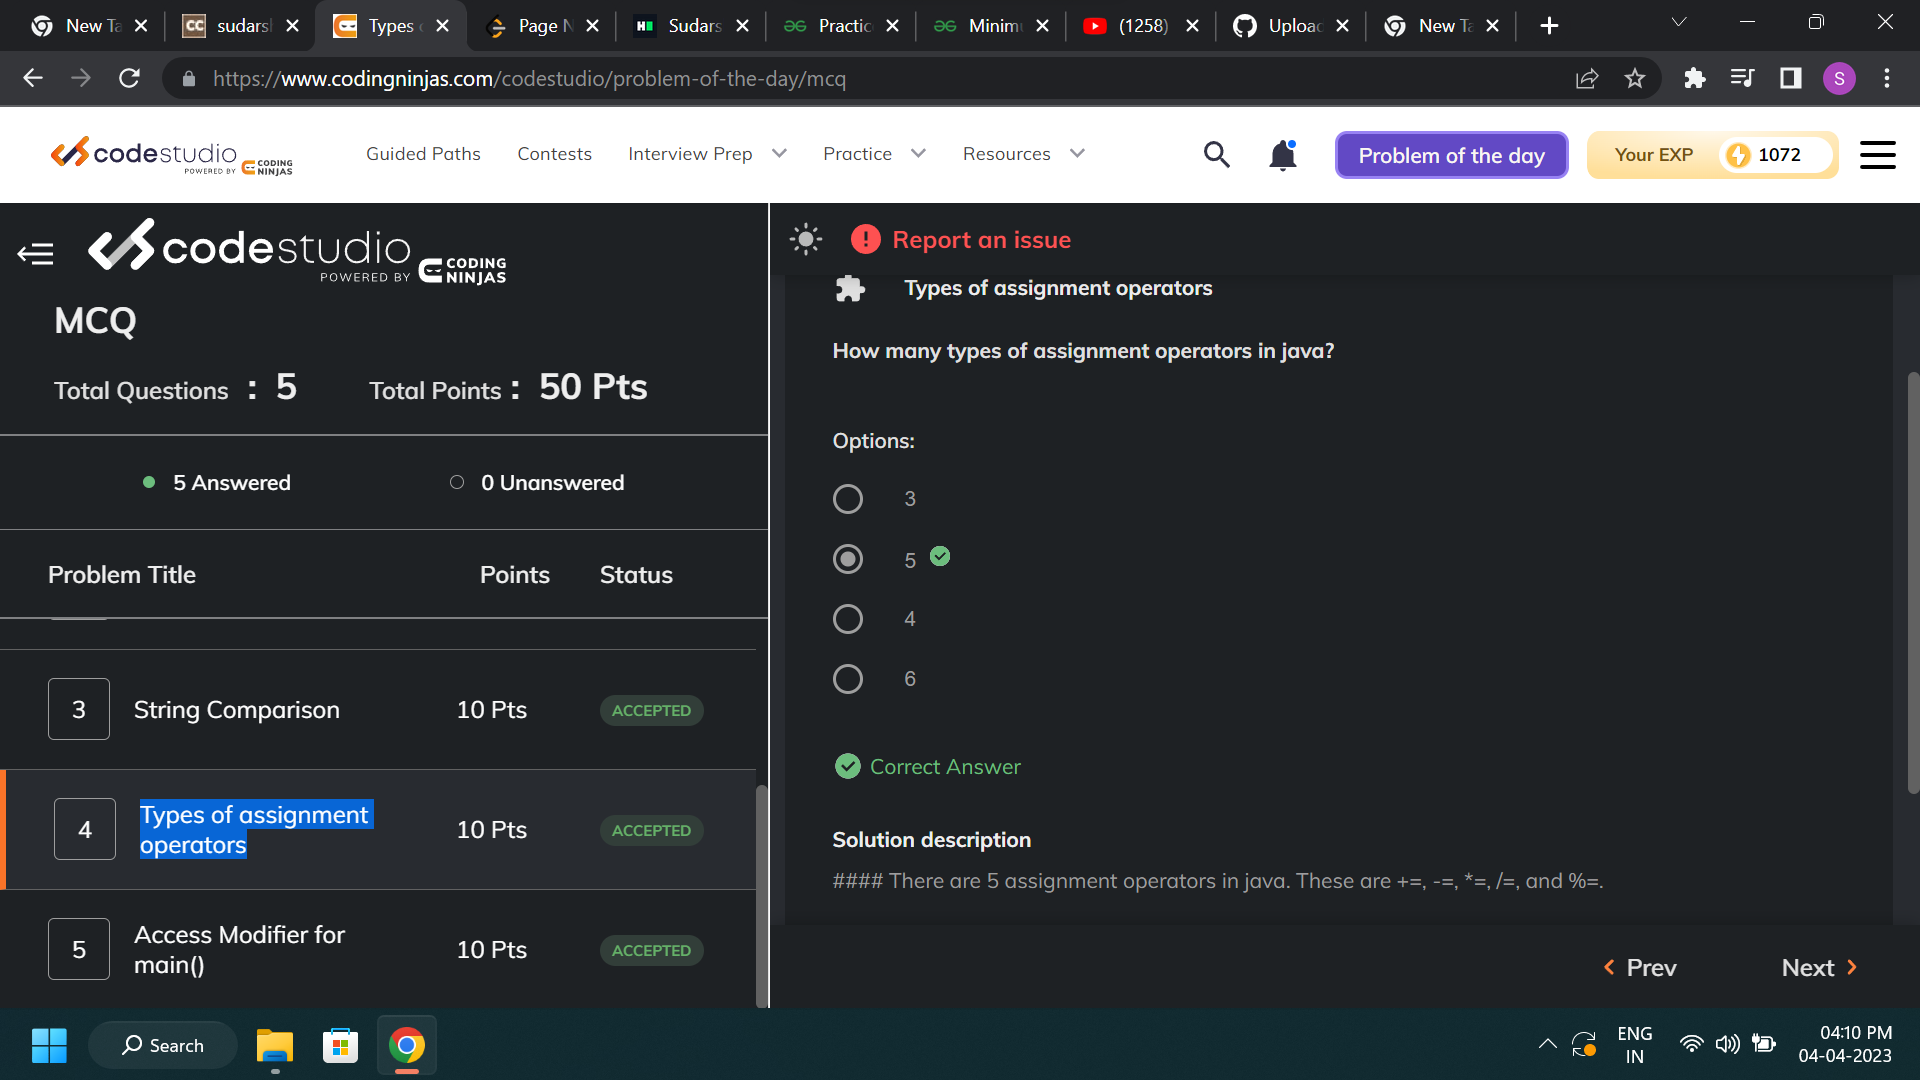 New Ta
sudarsh
Types o
Page N
Sudars
Practic
Minimu
(1258)
Upload
New Ta
https://www.codingninjas.com/codestudio/problem-of-the-day/mcq
S
codestudio
POWERED BY CODING NINJAS
Guided Paths
Contests
Interview Prep
Practice
Resources
Problem of the day
Your EXP
1072
codestudio
POWERED BY CODING NINJAS
MCQ
Total Questions : 5
Total Points : 50 Pts
5 Answered
0 Unanswered
Problem Title
Points
Status
3
String Comparison
10 Pts
ACCEPTED
4
Types of assignment
operators
10 Pts
ACCEPTED
5
Access Modifier for
main()
10 Pts
ACCEPTED
Report an issue
Types of assignment operators
How many types of assignment operators in java?
Options:
3
5
4
6
Correct Answer
Solution description
#### There are 5 assignment operators in java. These are +=, -=, *=, /=, and %=.
Prev
Next
Search
ENG
IN
04:10 PM
04-04-2023